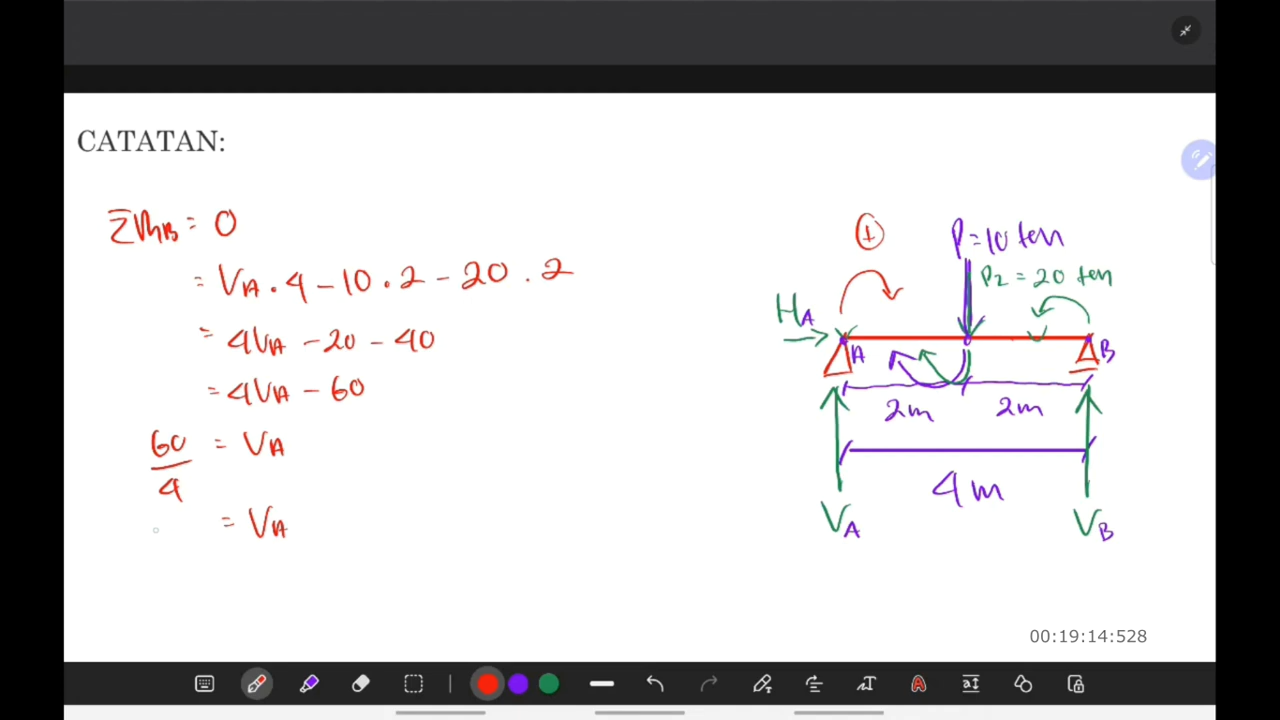 CATATAN:
ΣMB = 0
= VA . 4 - 10 . 2 - 20 . 2
= 4VA - 20 - 40
= 4VA - 60
60/4 = VA
= VA
+
P = 10 ton
P2 = 20 ton
HA
A
B
2m
2m
4m
VA
VB
00:19:14:528